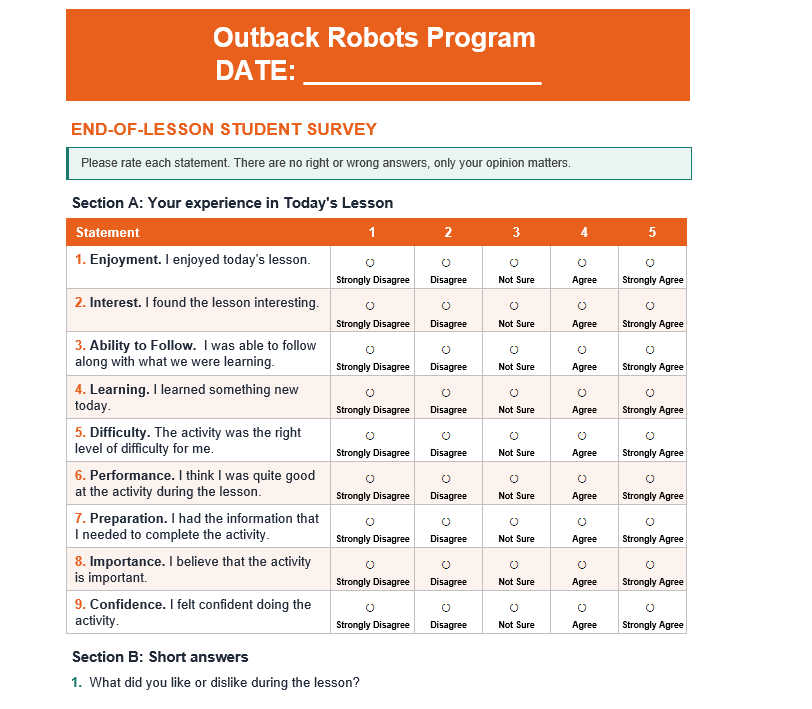 Outback Robots Program
DATE: _________________
END-OF-LESSON STUDENT SURVEY
Please rate each statement. There are no right or wrong answers, only your opinion matters.
Section A: Your experience in Today's Lesson
Statement 1 2 3 4 5
1. Enjoyment. I enjoyed today's lesson.
Strongly Disagree Disagree Not Sure Agree Strongly Agree
2. Interest. I found the lesson interesting.
Strongly Disagree Disagree Not Sure Agree Strongly Agree
3. Ability to Follow. I was able to follow
along with what we were learning.
Strongly Disagree Disagree Not Sure Agree Strongly Agree
4. Learning. I learned something new
today.
Strongly Disagree Disagree Not Sure Agree Strongly Agree
5. Difficulty. The activity was the right
level of difficulty for me.
Strongly Disagree Disagree Not Sure Agree Strongly Agree
6. Performance. I think I was quite good
at the activity during the lesson.
Strongly Disagree Disagree Not Sure Agree Strongly Agree
7. Preparation. I had the information that
I needed to complete the activity.
Strongly Disagree Disagree Not Sure Agree Strongly Agree
8. Importance. I believe that the activity
is important.
Strongly Disagree Disagree Not Sure Agree Strongly Agree
9. Confidence. I felt confident doing the
activity.
Strongly Disagree Disagree Not Sure Agree Strongly Agree
Section B: Short answers
1. What did you like or dislike during the lesson?